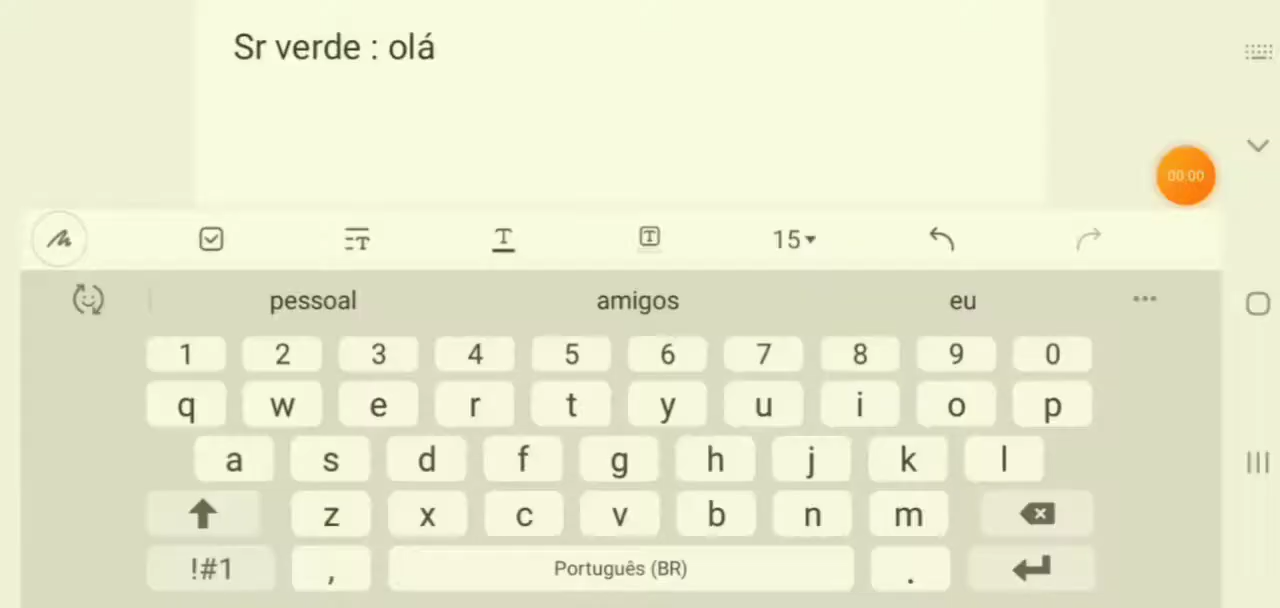 Sr verde : olá
00:00
15
pessoal amigos eu
1 2 3 4 5 6 7 8 9 0
q w e r t y u i o p
a s d f g h j k l
z x c v b n m
!#1 , Português (BR) .